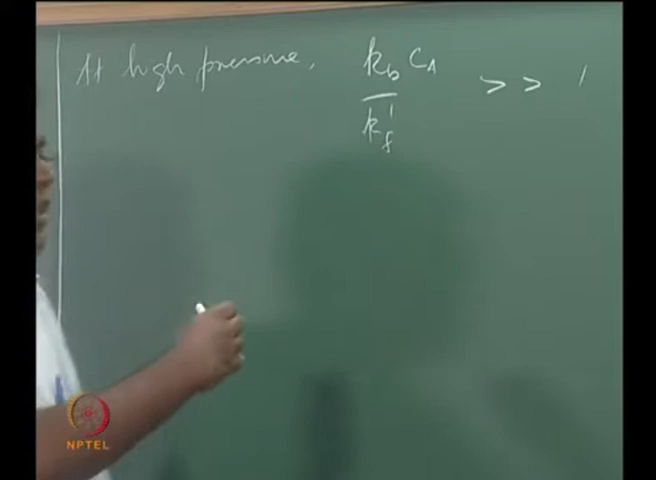 At high pressure, k_b C_A / k_f' >> 1
NPTEL